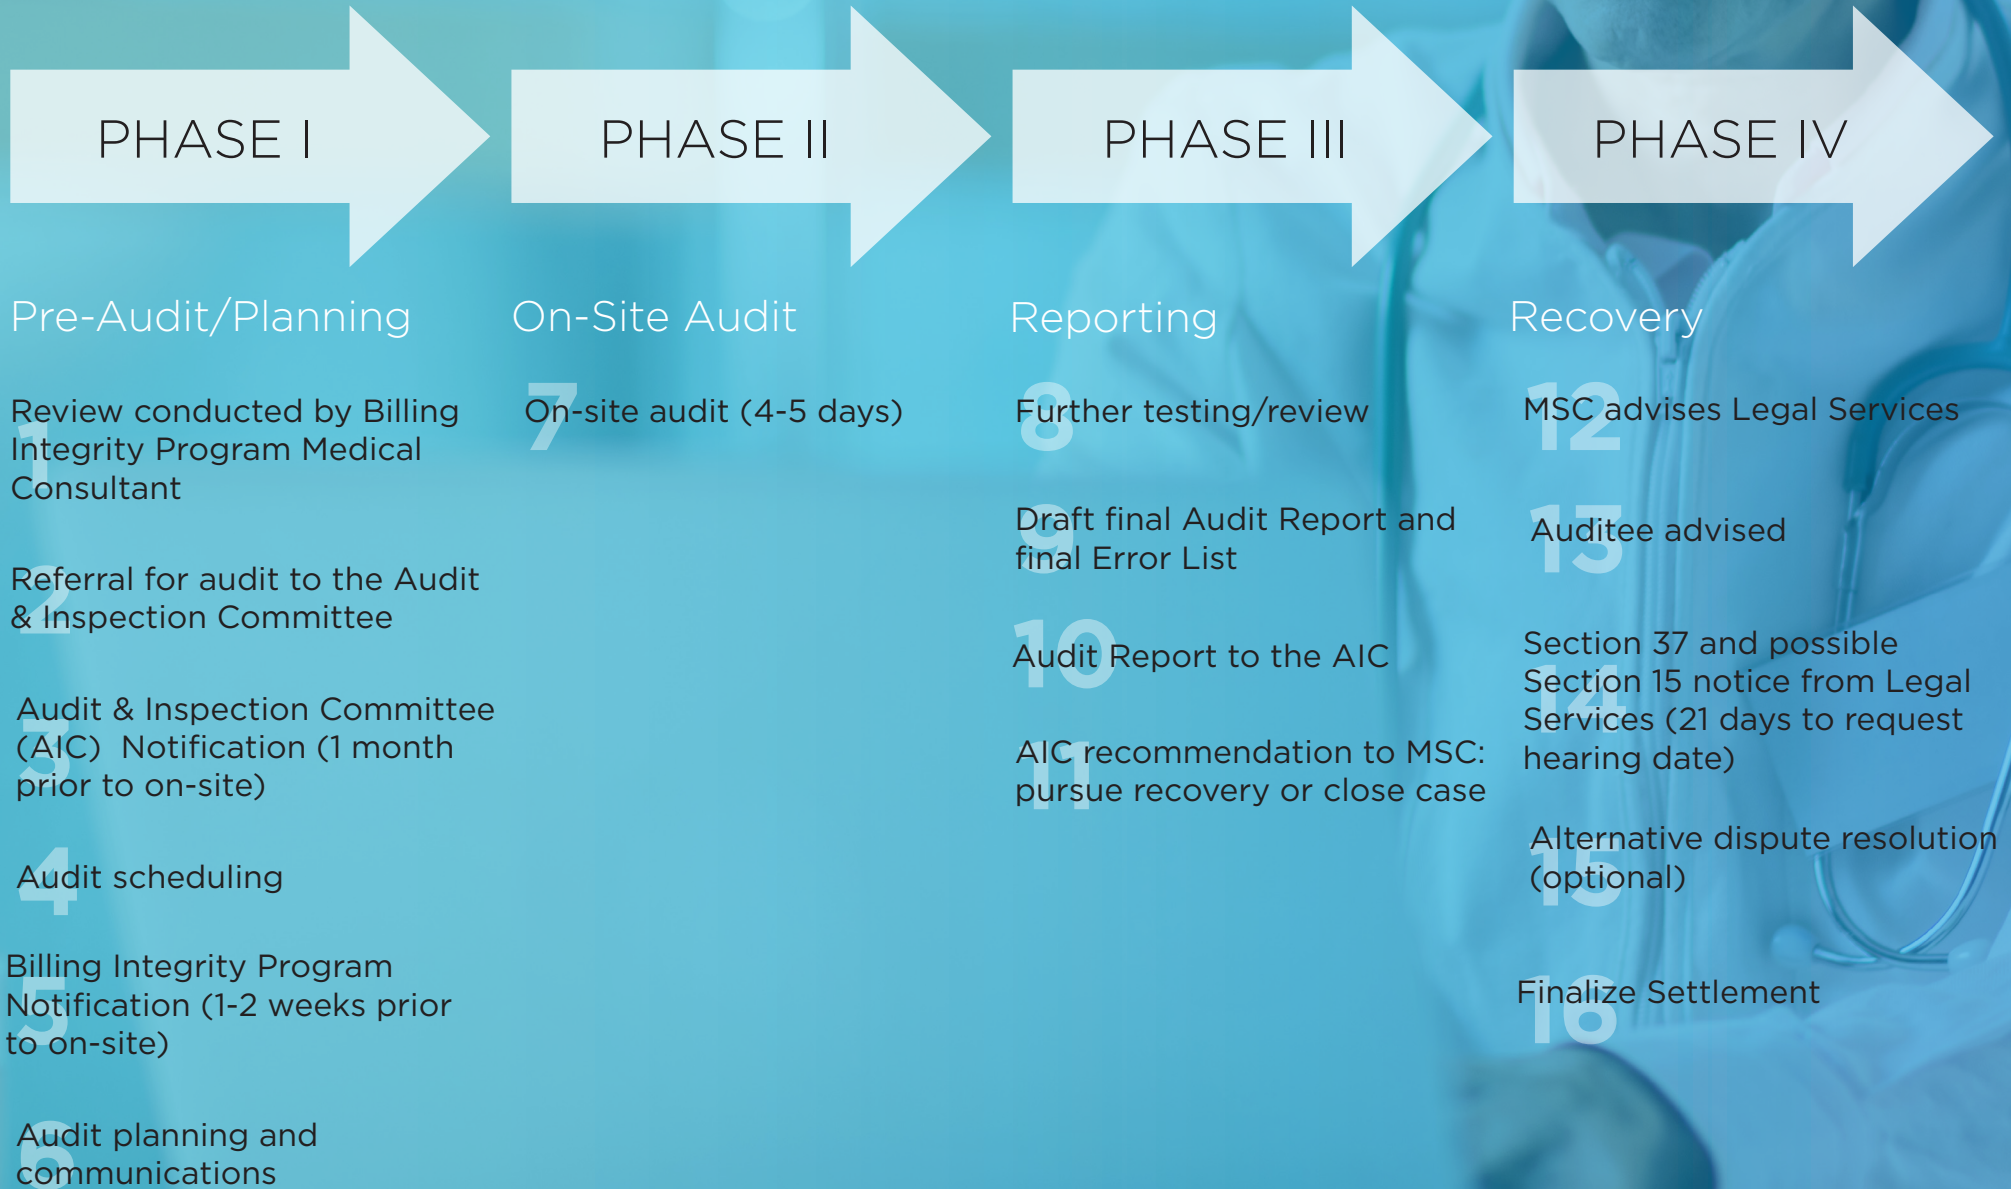 PHASE I
Pre-Audit/Planning
1
Review conducted by Billing
Integrity Program Medical
Consultant
2
Referral for audit to the Audit
& Inspection Committee
3
Audit & Inspection Committee
(AIC) Notification (1 month
prior to on-site)
4
Audit scheduling
5
Billing Integrity Program
Notification (1-2 weeks prior
to on-site)
6
Audit planning and
communications
PHASE II
On-Site Audit
7
On-site audit (4-5 days)
PHASE III
Reporting
8
Further testing/review
9
Draft final Audit Report and
final Error List
10
Audit Report to the AIC
11
AIC recommendation to MSC:
pursue recovery or close case
PHASE IV
Recovery
12
MSC advises Legal Services
13
Auditee advised
14
Section 37 and possible
Section 15 notice from Legal
Services (21 days to request
hearing date)
15
Alternative dispute resolution
(optional)
16
Finalize Settlement